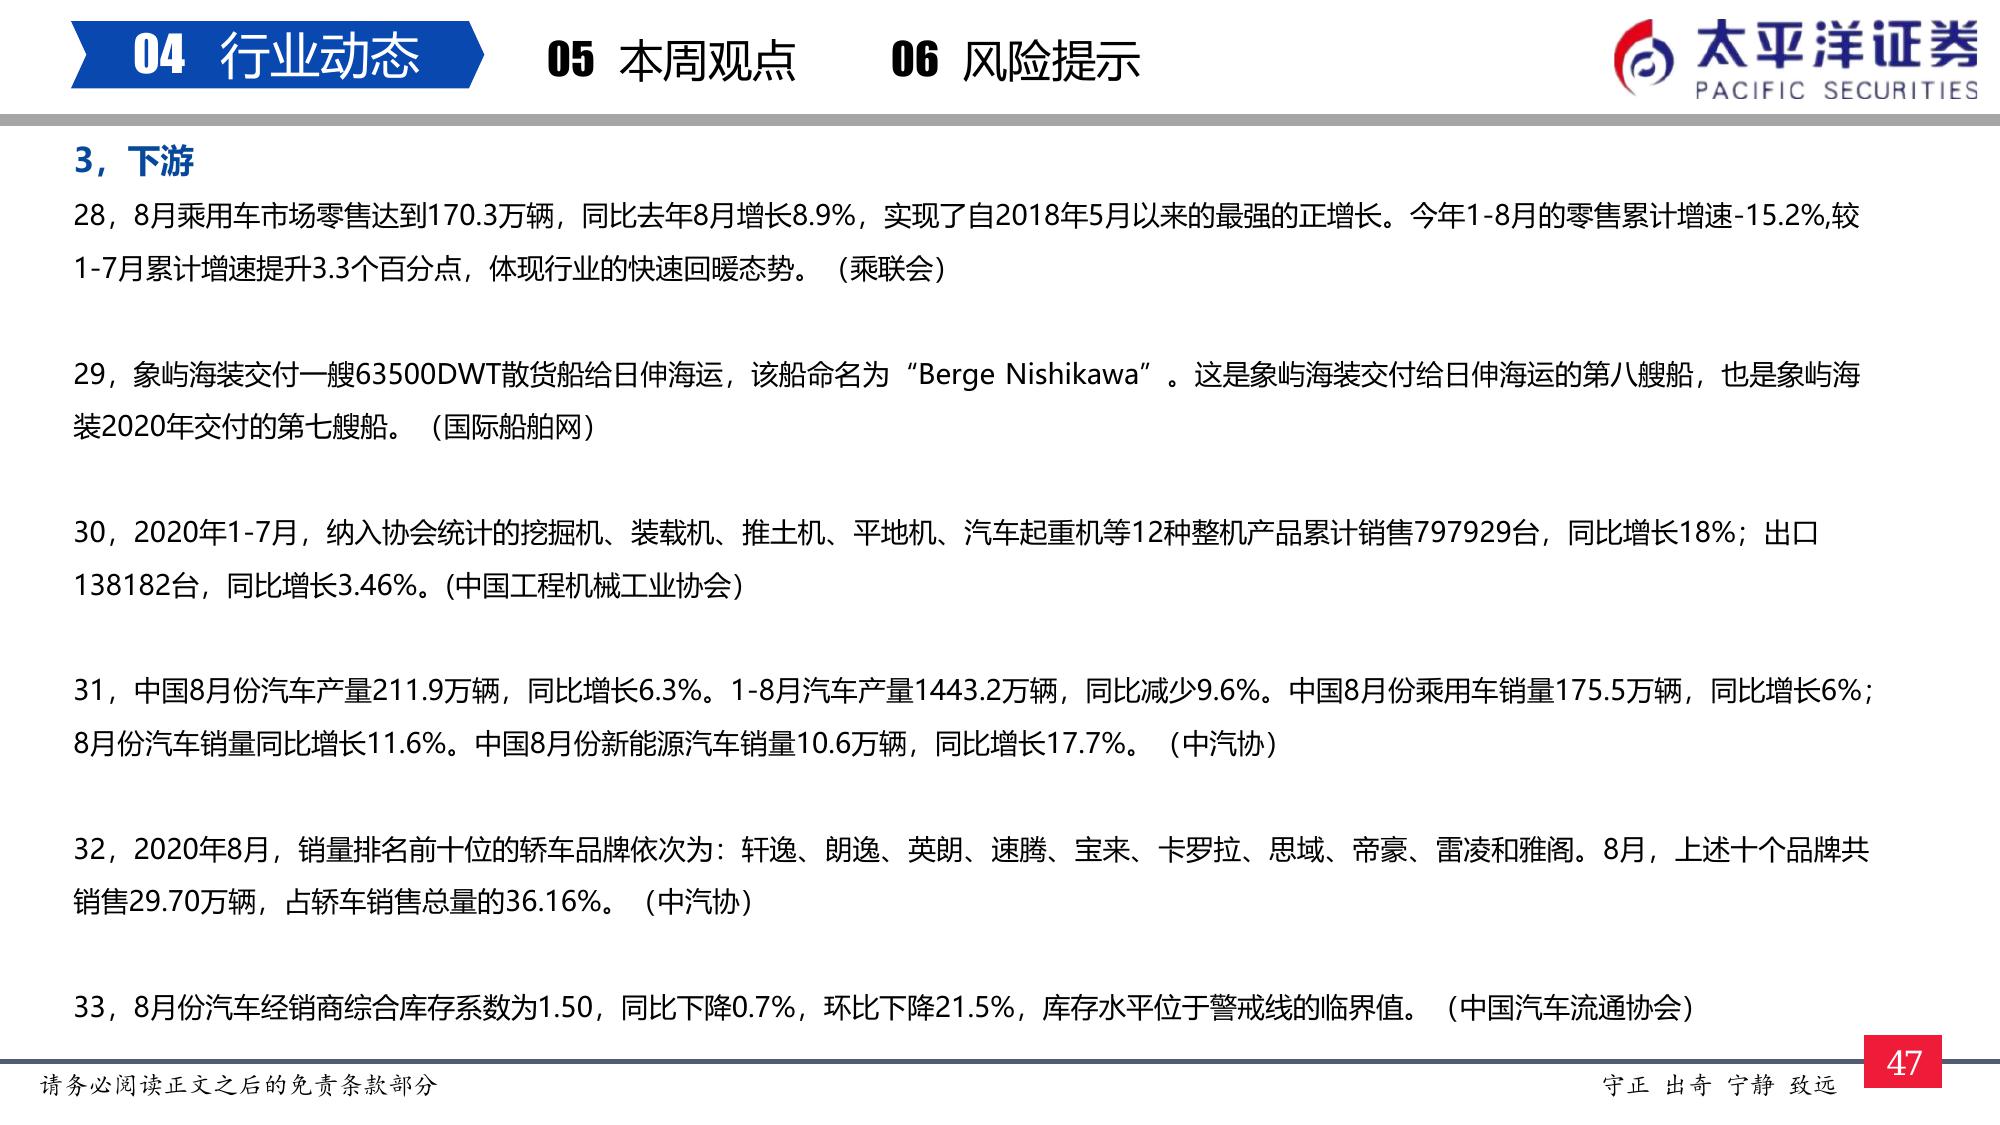 04 行业动态 05 本周观点 06 风险提示 太平洋证券
PACIFIC SECURITIES
3，下游
28，8月乘用车市场零售达到170.3万辆，同比去年8月增长8.9%，实现了自2018年5月以来的最强的正增长。今年1-8月的零售累计增速-15.2%,较
1-7月累计增速提升3.3个百分点，体现行业的快速回暖态势。（乘联会）
29，象屿海装交付一艘63500DWT散货船给日伸海运，该船命名为“Berge Nishikawa”。这是象屿海装交付给日伸海运的第八艘船，也是象屿海
装2020年交付的第七艘船。（国际船舶网）
30，2020年1-7月，纳入协会统计的挖掘机、装载机、推土机、平地机、汽车起重机等12种整机产品累计销售797929台，同比增长18%；出口
138182台，同比增长3.46%。(中国工程机械工业协会）
31，中国8月份汽车产量211.9万辆，同比增长6.3%。1-8月汽车产量1443.2万辆，同比减少9.6%。中国8月份乘用车销量175.5万辆，同比增长6%；
8月份汽车销量同比增长11.6%。中国8月份新能源汽车销量10.6万辆，同比增长17.7%。（中汽协）
32，2020年8月，销量排名前十位的轿车品牌依次为：轩逸、朗逸、英朗、速腾、宝来、卡罗拉、思域、帝豪、雷凌和雅阁。8月，上述十个品牌共
销售29.70万辆，占轿车销售总量的36.16%。（中汽协）
33，8月份汽车经销商综合库存系数为1.50，同比下降0.7%，环比下降21.5%，库存水平位于警戒线的临界值。（中国汽车流通协会）
47
请务必阅读正文之后的免责条款部分 守正 出奇 宁静 致远